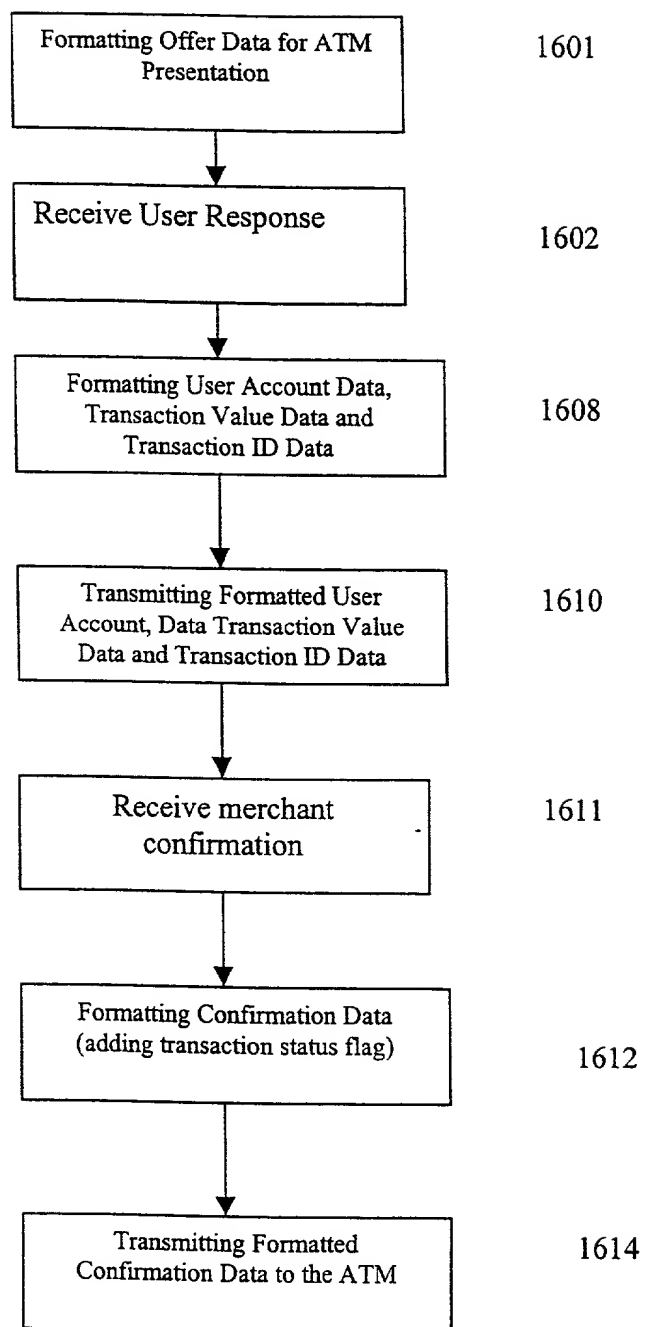 Formatting Offer Data for ATM
Presentation
1601
Receive User Response
1602
Formatting User Account Data,
Transaction Value Data and
Transaction ID Data
1608
Transmitting Formatted User
Account, Data Transaction Value
Data and Transaction ID Data
1610
Receive merchant
confirmation
1611
Formatting Confirmation Data
(adding transaction status flag)
1612
Transmitting Formatted
Confirmation Data to the ATM
1614